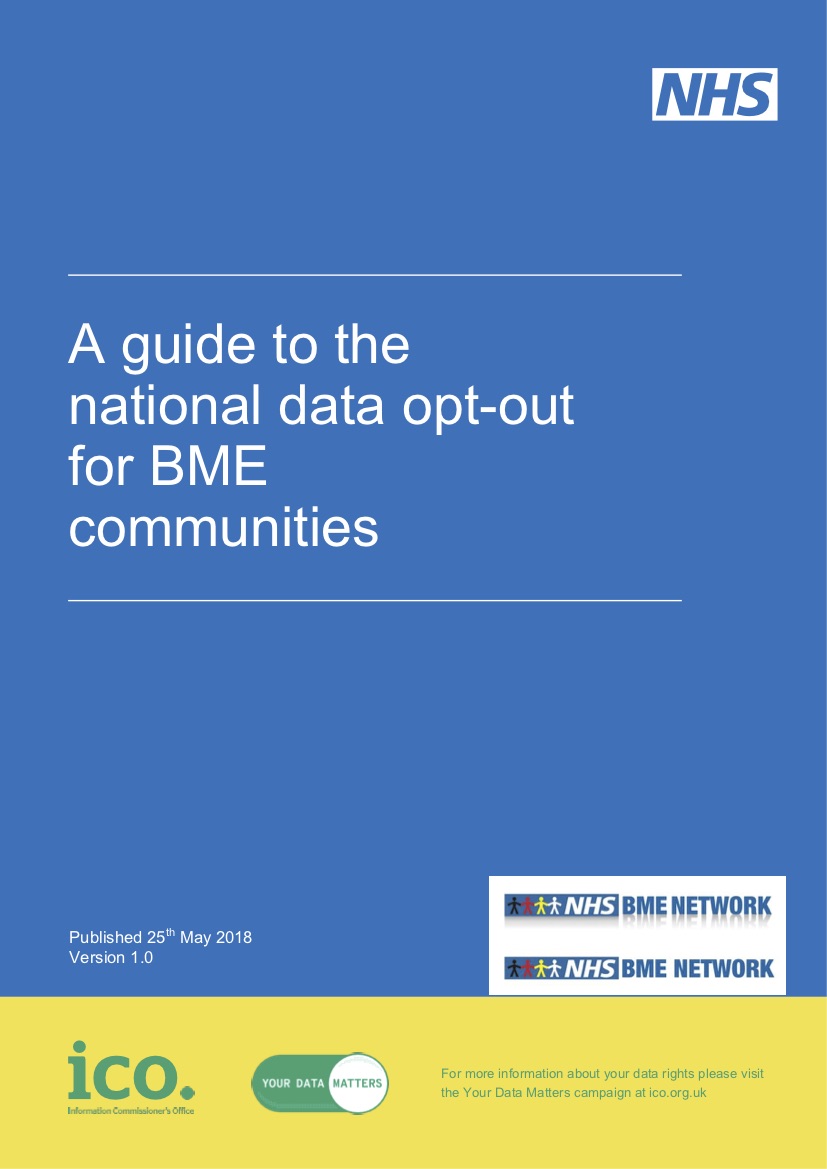 NHS
A guide to the
national data opt-out
for BME
communities
NHS BME NETWORK
Published 25th May 2018
Version 1.0
NHS BME NETWORK
ico.
Information Commissioner's Office
YOUR DATA MATTERS
For more information about your data rights please visit
the Your Data Matters campaign at ico.org.uk